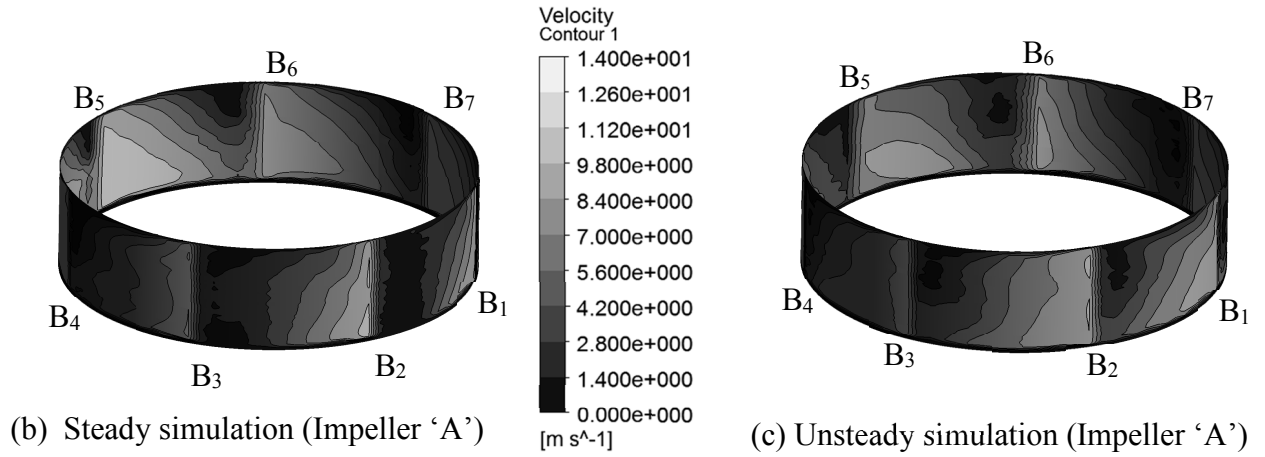 Velocity
Contour 1
1.400e+001
1.260e+001
1.120e+001
9.800e+000
8.400e+000
7.000e+000
5.600e+000
4.200e+000
2.800e+000
1.400e+000
0.000e+000
[m s^-1]
B6
B5
B7
B4
B1
B3
B2
(b) Steady simulation (Impeller ‘A’)
B6
B5
B7
B4
B1
B3
B2
(c) Unsteady simulation (Impeller ‘A’)